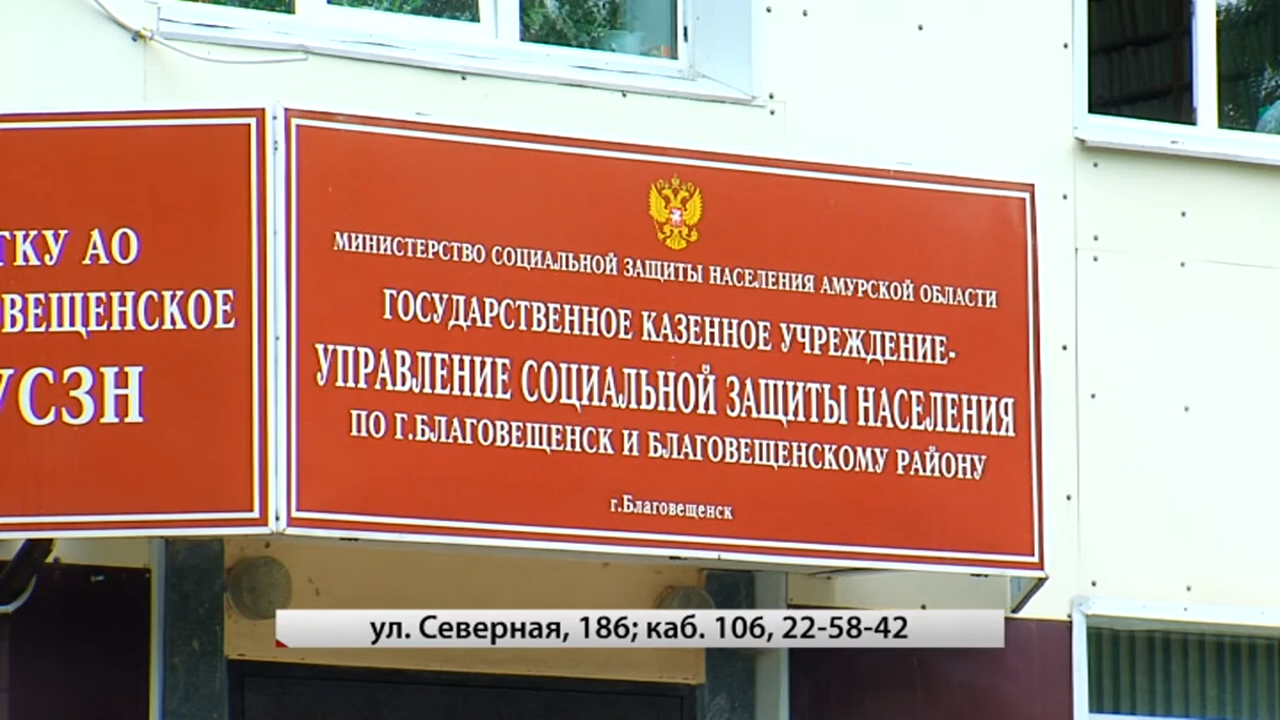 ГКУ АО
ВЕЩЕНСКОЕ
УСЗН
МИНИСТЕРСТВО СОЦИАЛЬНОЙ ЗАЩИТЫ НАСЕЛЕНИЯ АМУРСКОЙ ОБЛАСТИ
ГОСУДАРСТВЕННОЕ КАЗЕННОЕ УЧРЕЖДЕНИЕ-
УПРАВЛЕНИЕ СОЦИАЛЬНОЙ ЗАЩИТЫ НАСЕЛЕНИЯ
ПО Г.БЛАГОВЕЩЕНСК И БЛАГОВЕЩЕНСКОМУ РАЙОНУ
г.Благовещенск
ул. Северная, 186; каб. 106, 22-58-42